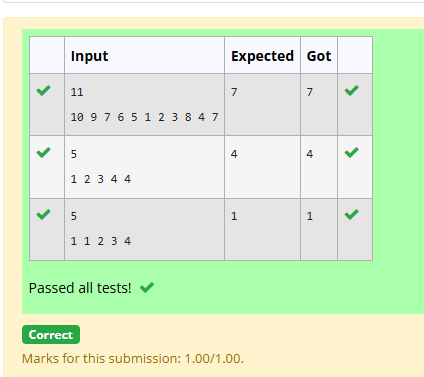 Input Expected Got
11 7 7
10 9 7 6 5 1 2 3 8 4 7
5 4 4
1 2 3 4 4
5 1 1
1 1 2 3 4
Passed all tests!
Correct
Marks for this submission: 1.00/1.00.